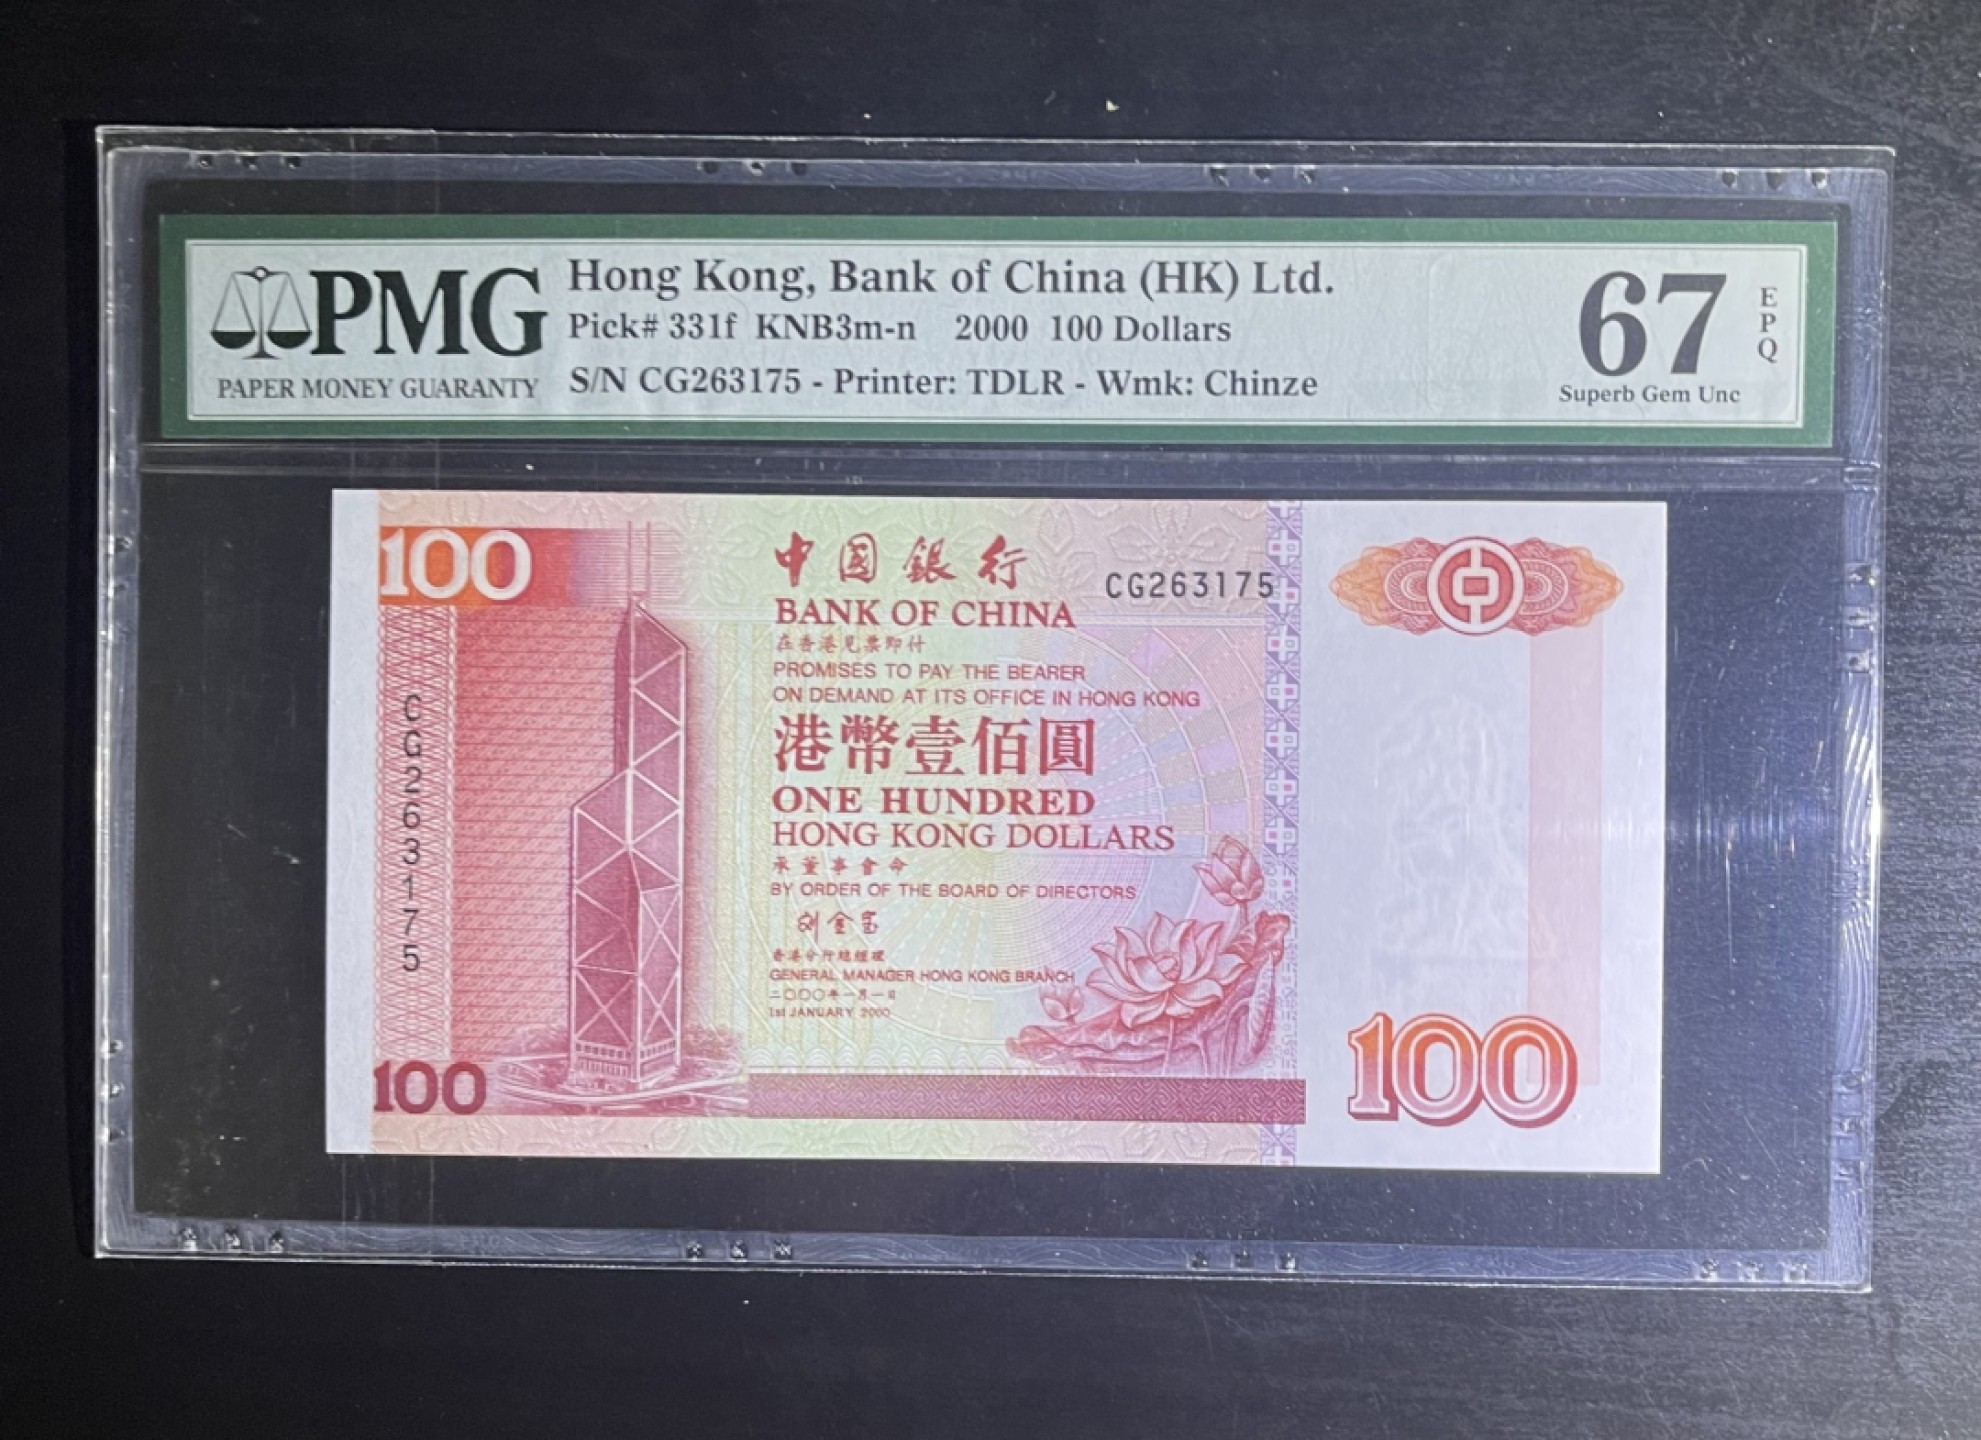 PMG
PAPER MONEY GUARANTY
Hong Kong, Bank of China (HK) Ltd.
Pick# 331f KNB3m-n 2000 100 Dollars
S/N CG263175 - Printer: TDLR - Wmk: Chinze
67
EPQ
Superb Gem Unc
100
中國銀行
CG263175
BANK OF CHINA
在香港見票即付
PROMISES TO PAY THE BEARER
ON DEMAND AT ITS OFFICE IN HONG KONG
港幣壹佰圓
ONE HUNDRED
HONG KONG DOLLARS
承董事會命
BY ORDER OF THE BOARD OF DIRECTORS
刘金宝
香港分行總經理
GENERAL MANAGER HONG KONG BRANCH
二〇〇〇年一月一日
1st JANUARY 2000
CG263175
100
100